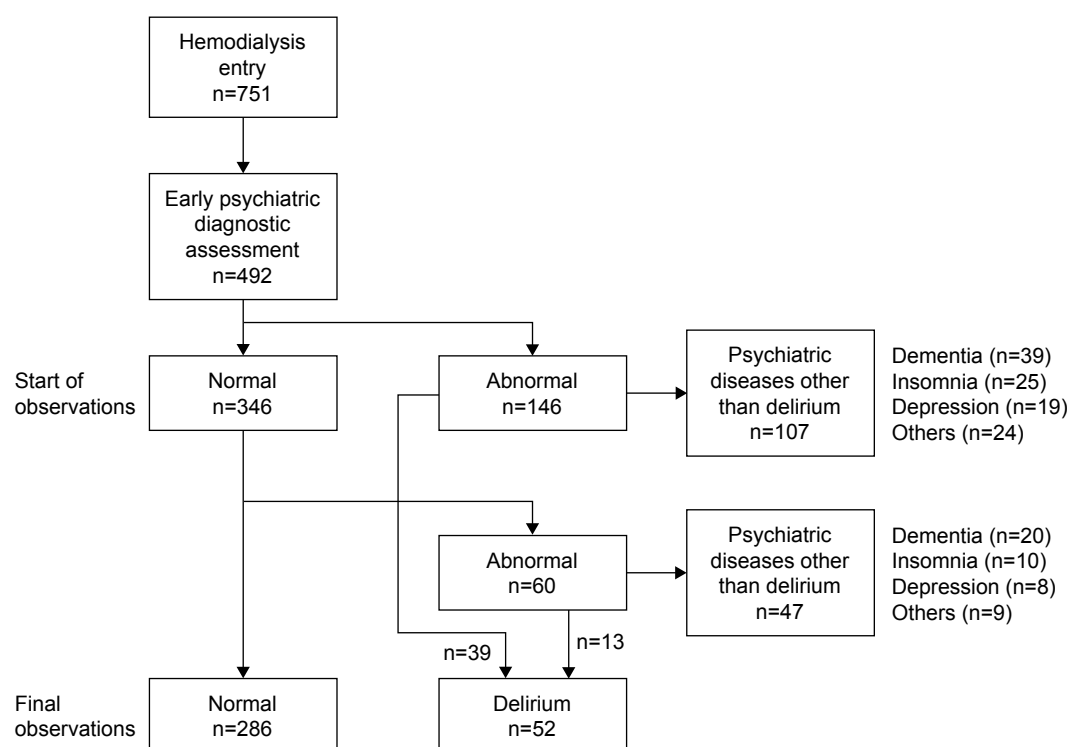 Hemodialysis
entry
n=751
Early psychiatric
diagnostic
assessment
n=492
Start of
observations
Normal
n=346
Abnormal
n=146
Psychiatric
diseases other
than delirium
n=107
Dementia (n=39)
Insomnia (n=25)
Depression (n=19)
Others (n=24)
Abnormal
n=60
Psychiatric
diseases other
than delirium
n=47
Dementia (n=20)
Insomnia (n=10)
Depression (n=8)
Others (n=9)
n=39
n=13
Final
observations
Normal
n=286
Delirium
n=52